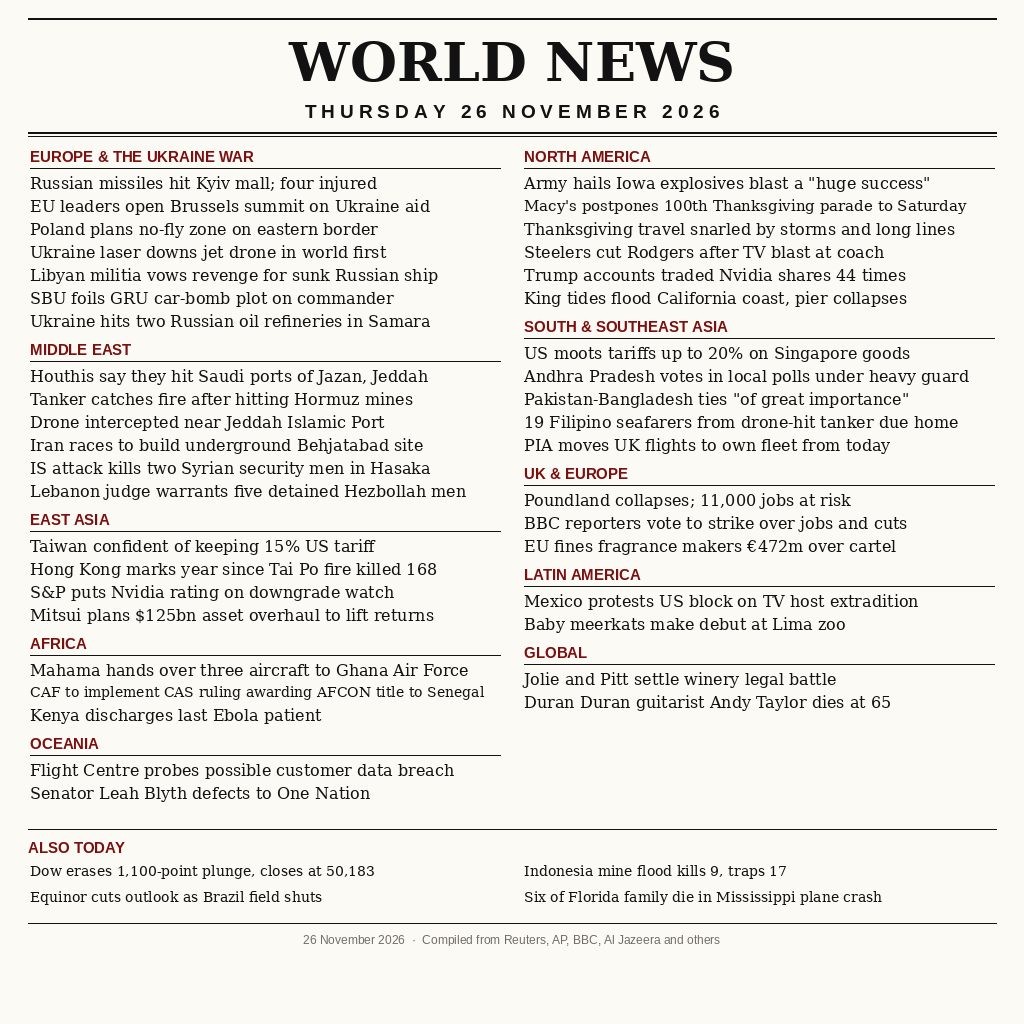 WORLD NEWS
THURSDAY 26 NOVEMBER 2026
EUROPE & THE UKRAINE WAR
Russian missiles hit Kyiv mall; four injured
EU leaders open Brussels summit on Ukraine aid
Poland plans no-fly zone on eastern border
Ukraine laser downs jet drone in world first
Libyan militia vows revenge for sunk Russian ship
SBU foils GRU car-bomb plot on commander
Ukraine hits two Russian oil refineries in Samara
MIDDLE EAST
Houthis say they hit Saudi ports of Jazan, Jeddah
Tanker catches fire after hitting Hormuz mines
Drone intercepted near Jeddah Islamic Port
Iran races to build underground Behjatabad site
IS attack kills two Syrian security men in Hasaka
Lebanon judge warrants five detained Hezbollah men
EAST ASIA
Taiwan confident of keeping 15% US tariff
Hong Kong marks year since Tai Po fire killed 168
S&P puts Nvidia rating on downgrade watch
Mitsui plans $125bn asset overhaul to lift returns
AFRICA
Mahama hands over three aircraft to Ghana Air Force
CAF to implement CAS ruling awarding AFCON title to Senegal
Kenya discharges last Ebola patient
OCEANIA
Flight Centre probes possible customer data breach
Senator Leah Blyth defects to One Nation
NORTH AMERICA
Army hails Iowa explosives blast a "huge success"
Macy's postpones 100th Thanksgiving parade to Saturday
Thanksgiving travel snarled by storms and long lines
Steelers cut Rodgers after TV blast at coach
Trump accounts traded Nvidia shares 44 times
King tides flood California coast, pier collapses
SOUTH & SOUTHEAST ASIA
US moots tariffs up to 20% on Singapore goods
Andhra Pradesh votes in local polls under heavy guard
Pakistan-Bangladesh ties "of great importance"
19 Filipino seafarers from drone-hit tanker due home
PIA moves UK flights to own fleet from today
UK & EUROPE
Poundland collapses; 11,000 jobs at risk
BBC reporters vote to strike over jobs and cuts
EU fines fragrance makers €472m over cartel
LATIN AMERICA
Mexico protests US block on TV host extradition
Baby meerkats make debut at Lima zoo
GLOBAL
Jolie and Pitt settle winery legal battle
Duran Duran guitarist Andy Taylor dies at 65
ALSO TODAY
Dow erases 1,100-point plunge, closes at 50,183
Indonesia mine flood kills 9, traps 17
Equinor cuts outlook as Brazil field shuts
Six of Florida family die in Mississippi plane crash
26 November 2026 · Compiled from Reuters, AP, BBC, Al Jazeera and others